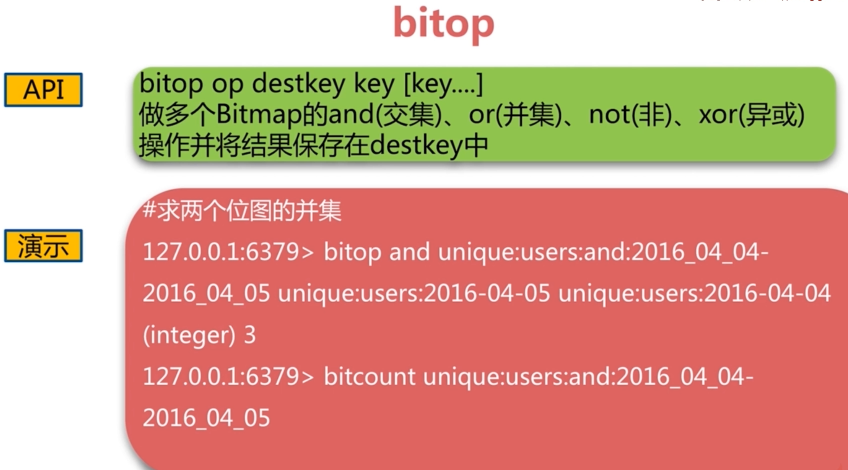 bitop
API
bitop op destkey key [key....]
做多个Bitmap的and(交集)、or(并集)、not(非)、xor(异或)
操作并将结果保存在destkey中
演示
#求两个位图的并集
127.0.0.1:6379> bitop and unique:users:and:2016_04_04-
2016_04_05 unique:users:2016-04-05 unique:users:2016-04-04
(integer) 3
127.0.0.1:6379> bitcount unique:users:and:2016_04_04-
2016_04_05